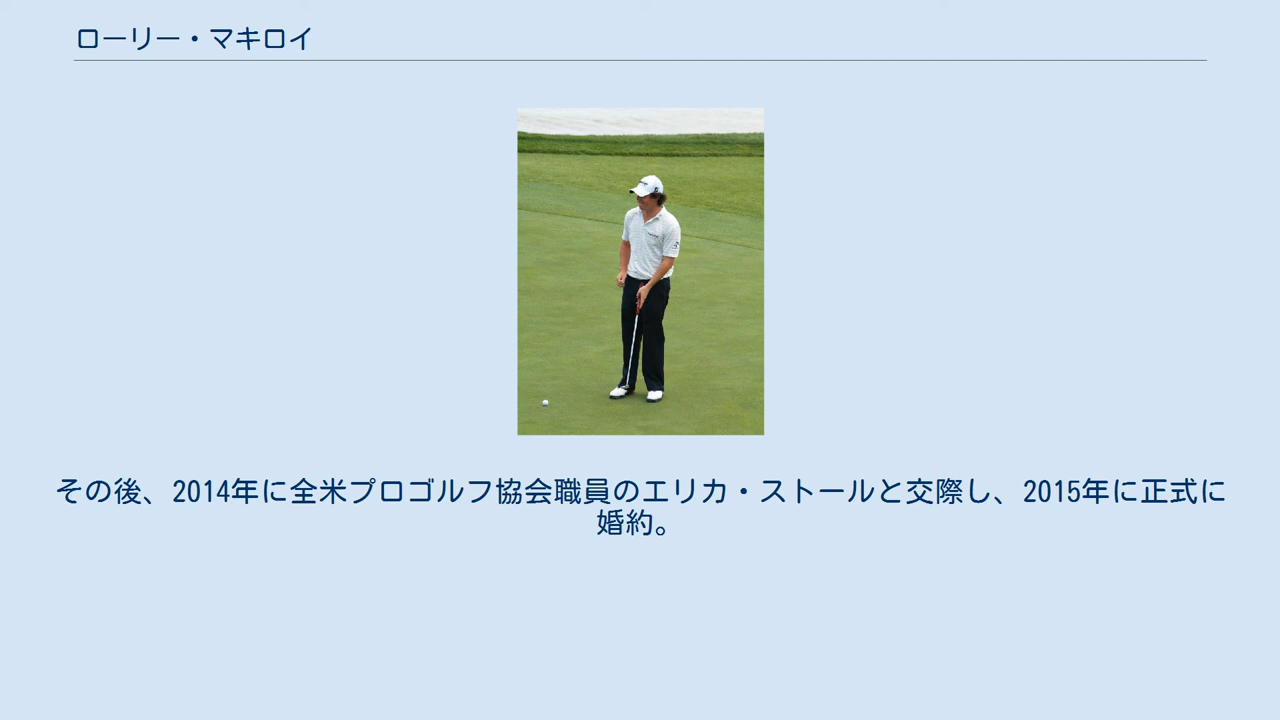 ローリー・マキロイ
その後、2014年に全米プロゴルフ協会職員のエリカ・ストールと交際し、2015年に正式に
婚約。